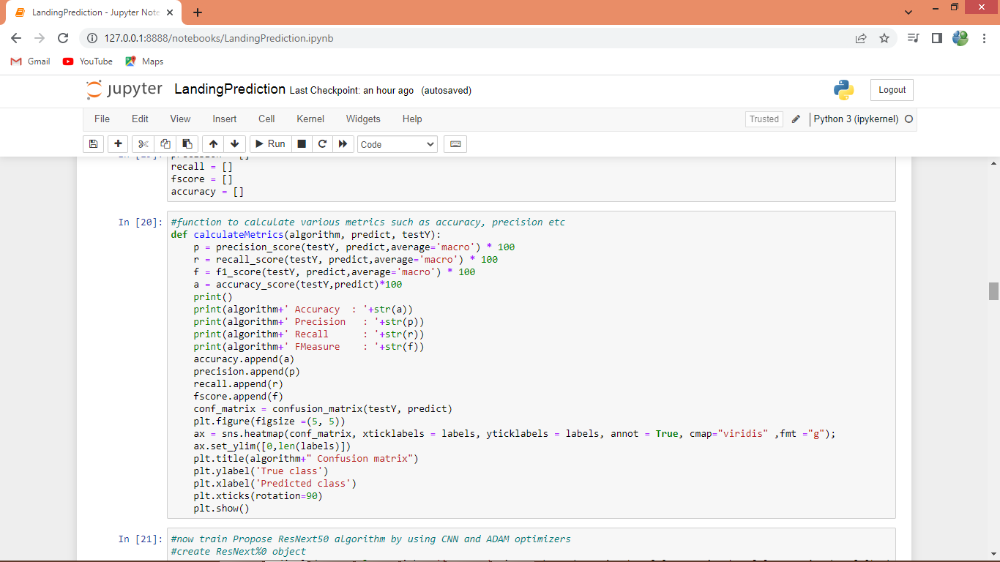 LandingPrediction - Jupyter Note
127.0.0.1:8888/notebooks/LandingPrediction.ipynb
Gmail YouTube Maps
jupyter LandingPrediction Last Checkpoint: an hour ago (autosaved) Logout
File Edit View Insert Cell Kernel Widgets Help Trusted Python 3 (ipykernel)
Run Code
recall = []
fscore = []
accuracy = []
In [20]: #function to calculate various metrics such as accuracy, precision etc
def calculateMetrics(algorithm, predict, testY):
    p = precision_score(testY, predict,average='macro') * 100
    r = recall_score(testY, predict,average='macro') * 100
    f = f1_score(testY, predict,average='macro') * 100
    a = accuracy_score(testY,predict)*100
    print()
    print(algorithm+' Accuracy  : '+str(a))
    print(algorithm+' Precision   : '+str(p))
    print(algorithm+' Recall      : '+str(r))
    print(algorithm+' FMeasure    : '+str(f))
    accuracy.append(a)
    precision.append(p)
    recall.append(r)
    fscore.append(f)
    conf_matrix = confusion_matrix(testY, predict)
    plt.figure(figsize =(5, 5))
    ax = sns.heatmap(conf_matrix, xticklabels = labels, yticklabels = labels, annot = True, cmap="viridis" ,fmt ="g");
    ax.set_ylim([0,len(labels)])
    plt.title(algorithm+" Confusion matrix")
    plt.ylabel('True class')
    plt.xlabel('Predicted class')
    plt.xticks(rotation=90)
    plt.show()
In [21]: #now train Propose ResNext50 algorithm by using CNN and ADAM optimizers
#create ResNext%0 object